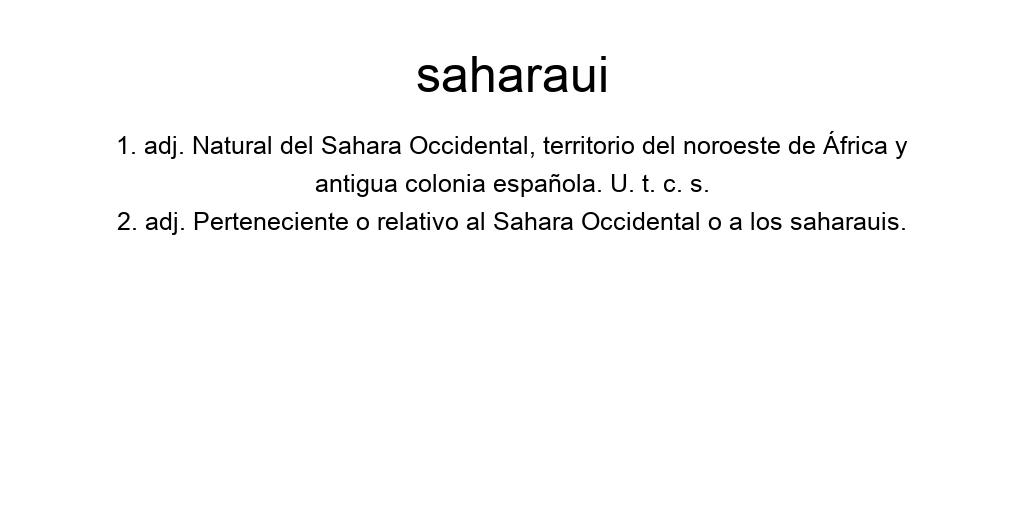 saharaui
1. adj. Natural del Sahara Occidental, territorio del noroeste de África y
antigua colonia española. U. t. c. s.
2. adj. Perteneciente o relativo al Sahara Occidental o a los saharauis.